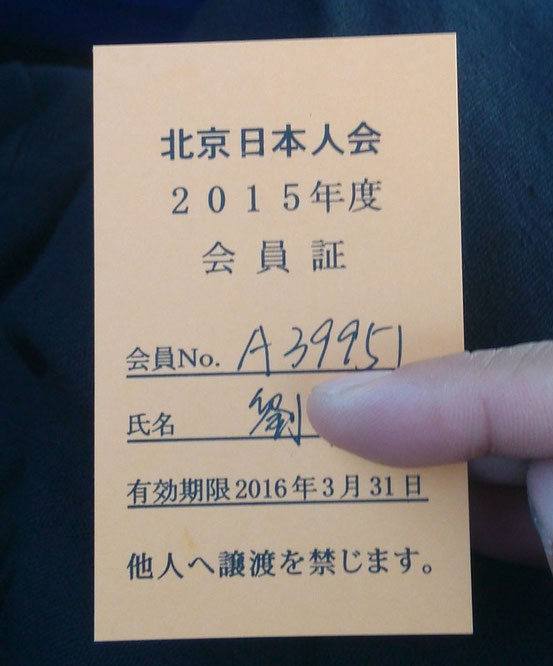 北京日本人会
２０１５年度
会員証
会員No. A39951
氏名 劉
有効期限2016年3月31日
他人へ譲渡を禁じます。